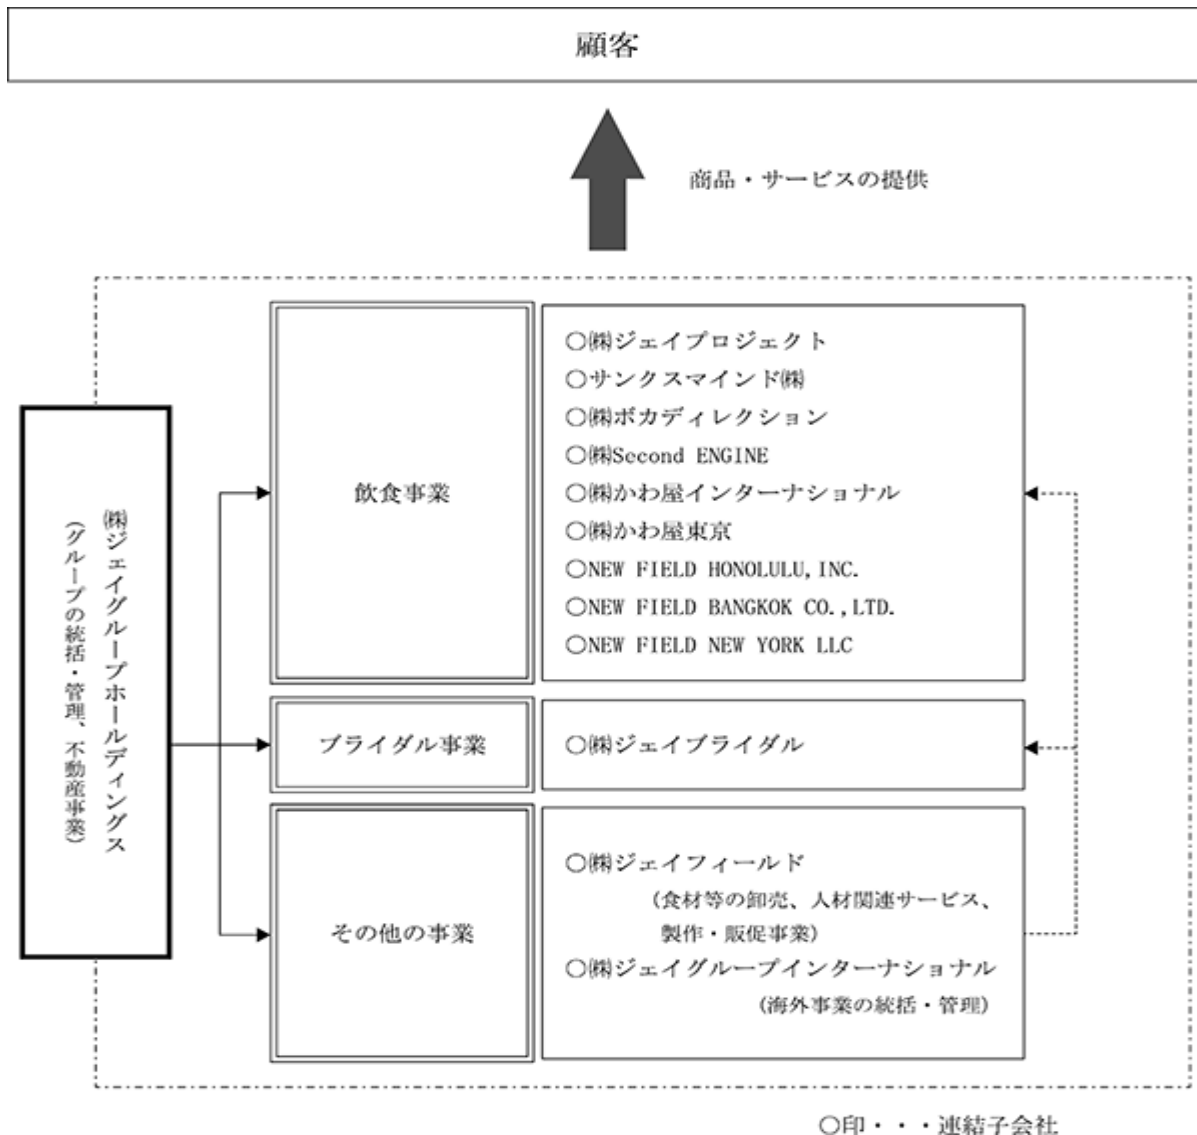 顧客
商品・サービスの提供
㈱ジェイグループホールディングス
(グループの統括・管理、不動産事業)
飲食事業
〇㈱ジェイプロジェクト
〇サンクスマインド㈱
〇㈱ボカディレクション
〇㈱Second ENGINE
〇㈱かわ屋インターナショナル
〇㈱かわ屋東京
〇NEW FIELD HONOLULU,INC.
〇NEW FIELD BANGKOK CO.,LTD.
〇NEW FIELD NEW YORK LLC
ブライダル事業
〇㈱ジェイブライダル
その他の事業
〇㈱ジェイフィールド
(食材等の卸売、人材関連サービス、
製作・販促事業)
〇㈱ジェイグループインターナショナル
(海外事業の統括・管理)
〇印・・・連結子会社